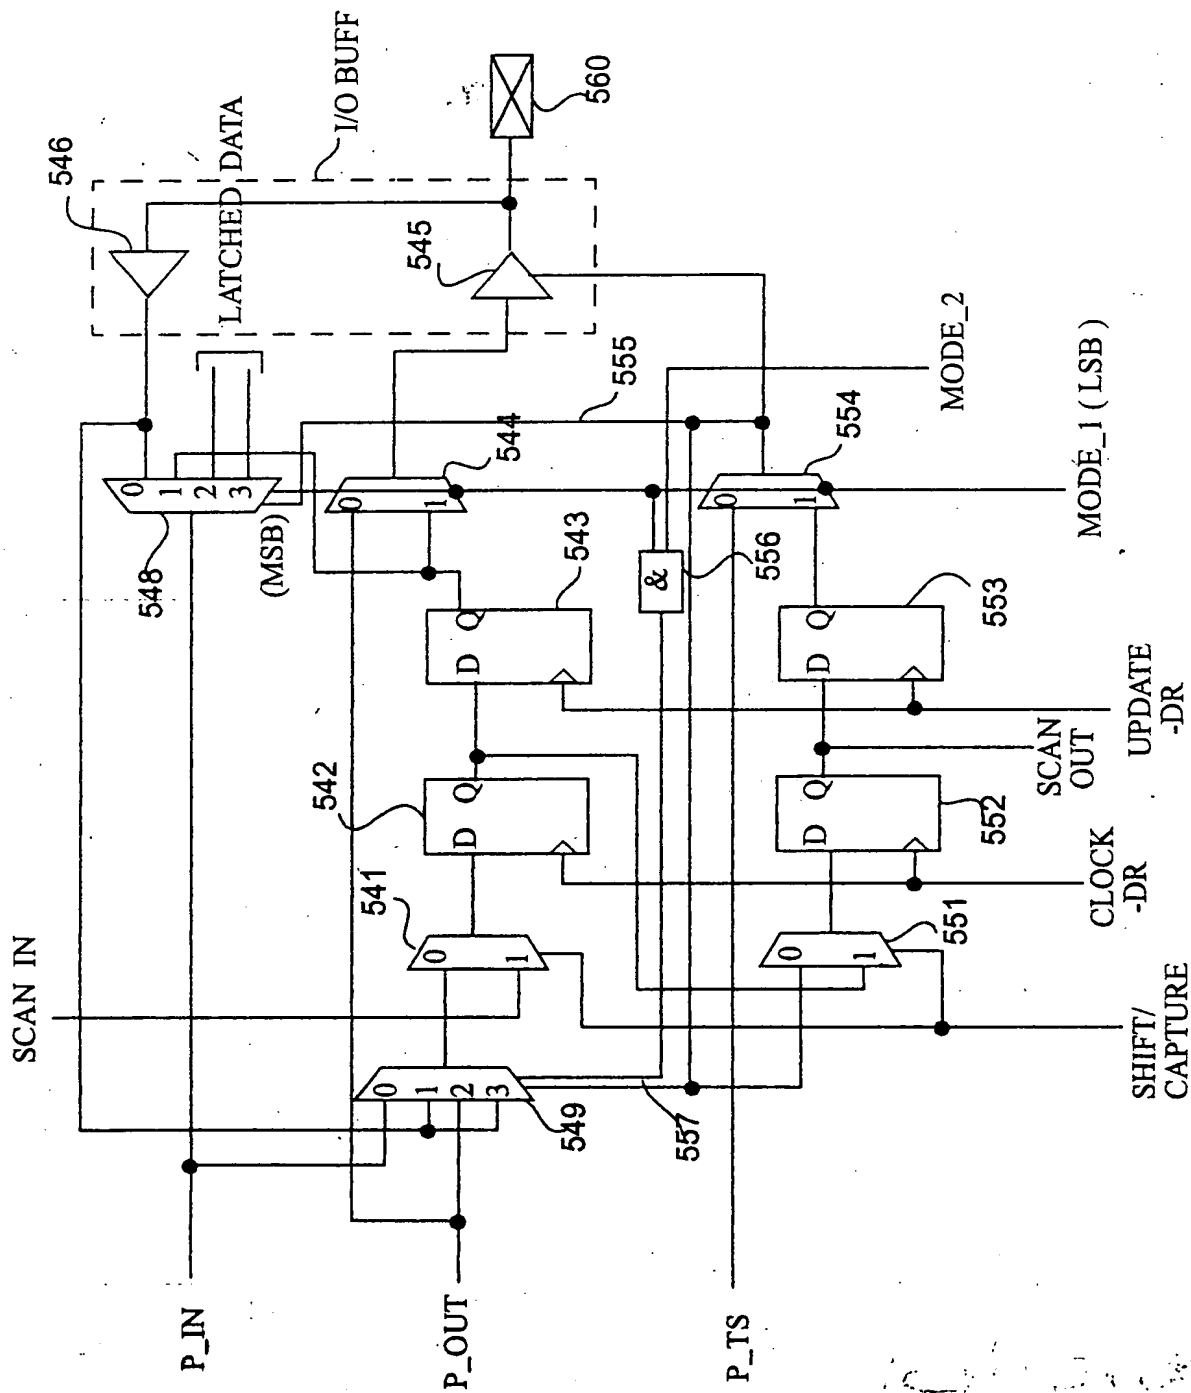 546
LATCHED DATA
I/O BUFF
560
545
0
1
2
3
548
(MSB)
555
544
0
1
MODE_2
554
0
1
MODE_1 ( LSB )
&
556
543
D Q
553
D Q
UPDATE
-DR
SCAN
OUT
542
D Q
552
D Q
CLOCK
-DR
541
0
1
551
0
1
SCAN IN
SHIFT/
CAPTURE
0
1
2
3
549
557
P_IN
P_OUT
P_TS